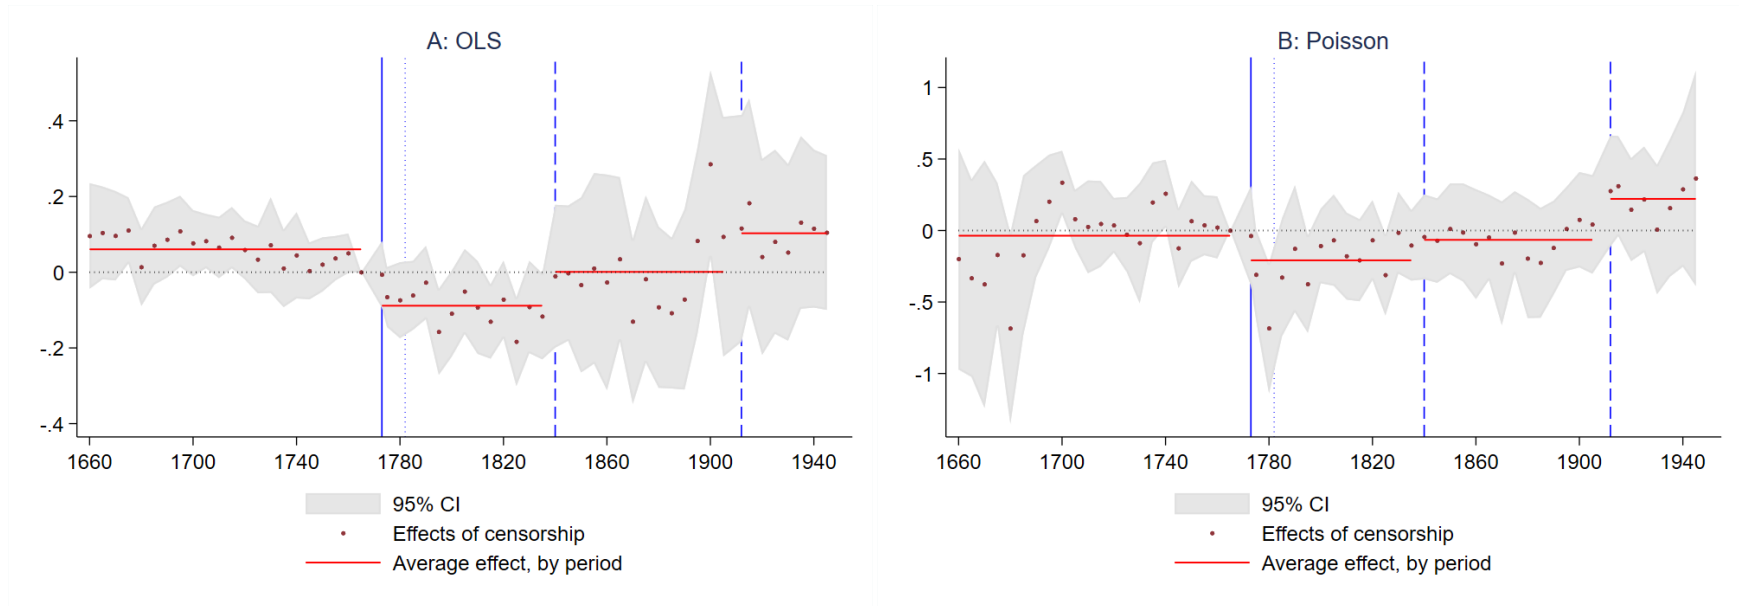 A: OLS
.4
.2
0
-.2
-.4
1660 1700 1740 1780 1820 1860 1900 1940
95% CI
Effects of censorship
Average effect, by period
B: Poisson
1
.5
0
-.5
-1
1660 1700 1740 1780 1820 1860 1900 1940
95% CI
Effects of censorship
Average effect, by period